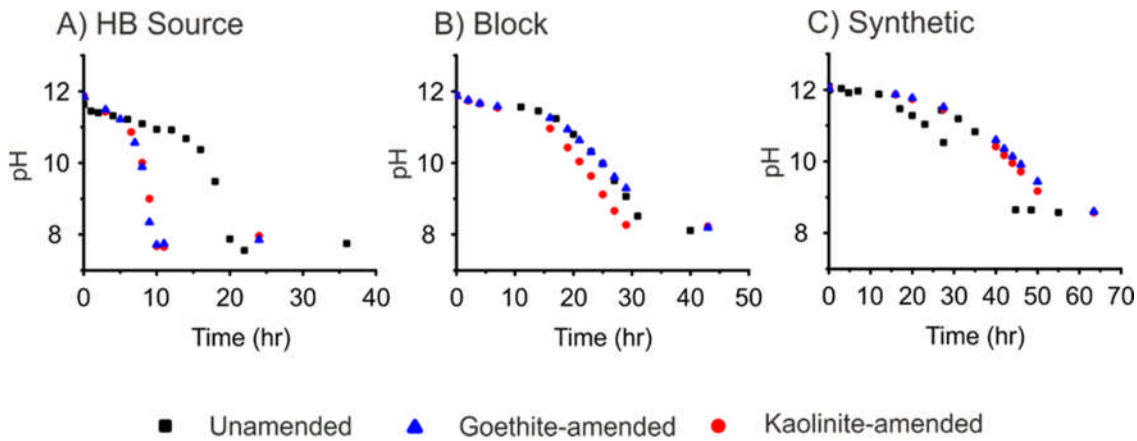 A) HB Source
B) Block
C) Synthetic
12
10
8
pH
0 10 20 30 40
Time (hr)
12
10
8
pH
0 10 20 30 40 50
Time (hr)
12
10
8
pH
0 10 20 30 40 50 60 70
Time (hr)
Unamended Goethite-amended Kaolinite-amended